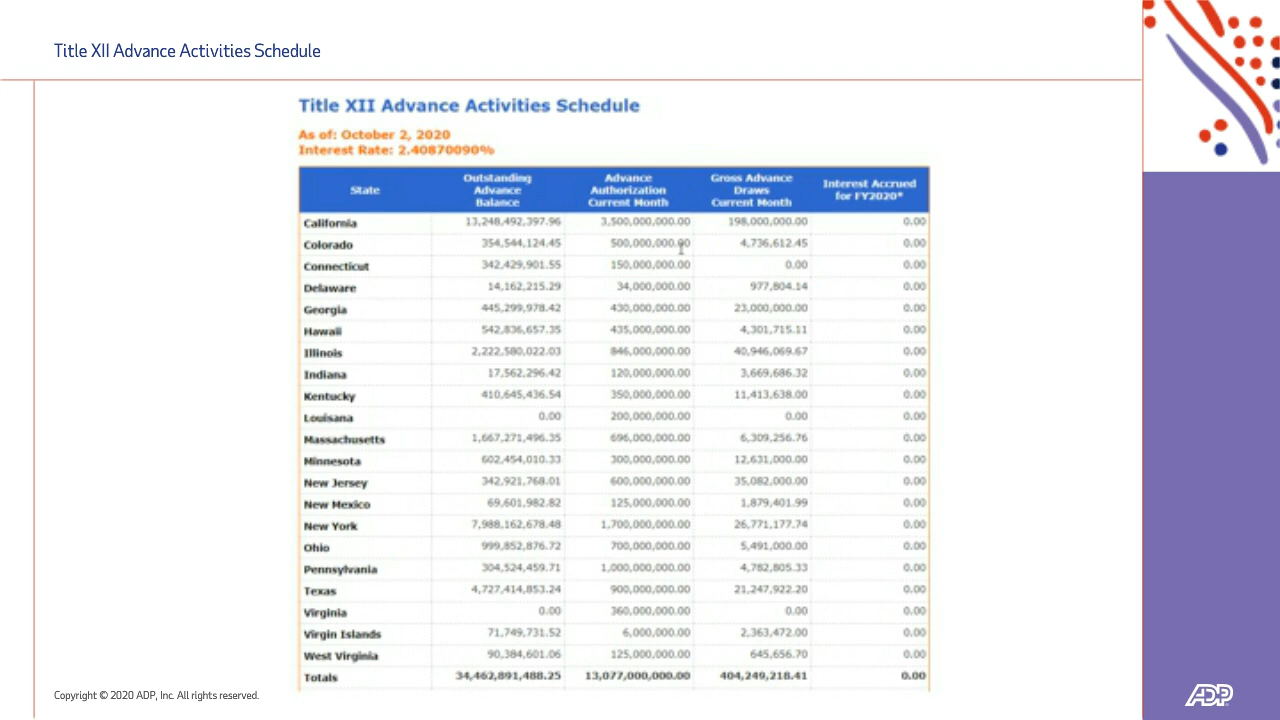 Title XII Advance Activities Schedule
Title XII Advance Activities Schedule
As of: October 2, 2020
Interest Rate: 2.40870090%
State Outstanding Advance Balance Advance Authorization Current Month Gross Advance Draws Current Month Interest Accrued for FY2020*
California 13,248,492,397.96 3,500,000,000.00 198,000,000.00 0.00
Colorado 354,544,124.45 500,000,000.00 4,736,612.45 0.00
Connecticut 342,429,901.55 150,000,000.00 0.00 0.00
Delaware 14,162,215.29 34,000,000.00 977,804.14 0.00
Georgia 445,299,978.42 430,000,000.00 23,000,000.00 0.00
Hawaii 542,836,657.35 435,000,000.00 4,301,715.11 0.00
Illinois 2,222,580,022.03 846,000,000.00 40,946,069.67 0.00
Indiana 17,562,296.42 120,000,000.00 3,669,686.32 0.00
Kentucky 410,645,436.54 350,000,000.00 11,413,638.00 0.00
Louisana 0.00 200,000,000.00 0.00 0.00
Massachusetts 1,667,271,496.35 696,000,000.00 6,309,256.76 0.00
Minnesota 602,454,010.33 300,000,000.00 12,631,000.00 0.00
New Jersey 342,921,768.01 600,000,000.00 35,082,000.00 0.00
New Mexico 69,601,982.82 125,000,000.00 1,879,401.99 0.00
New York 7,988,162,678.48 1,700,000,000.00 26,771,177.74 0.00
Ohio 999,852,876.72 700,000,000.00 5,491,000.00 0.00
Pennsylvania 304,524,459.71 1,000,000,000.00 4,782,805.33 0.00
Texas 4,727,414,853.24 900,000,000.00 21,247,922.20 0.00
Virginia 0.00 360,000,000.00 0.00 0.00
Virgin Islands 71,749,731.52 6,000,000.00 2,363,472.00 0.00
West Virginia 90,384,601.06 125,000,000.00 645,656.70 0.00
Totals 34,462,891,488.25 13,077,000,000.00 404,249,218.41 0.00
Copyright © 2020 ADP, Inc. All rights reserved.
ADP